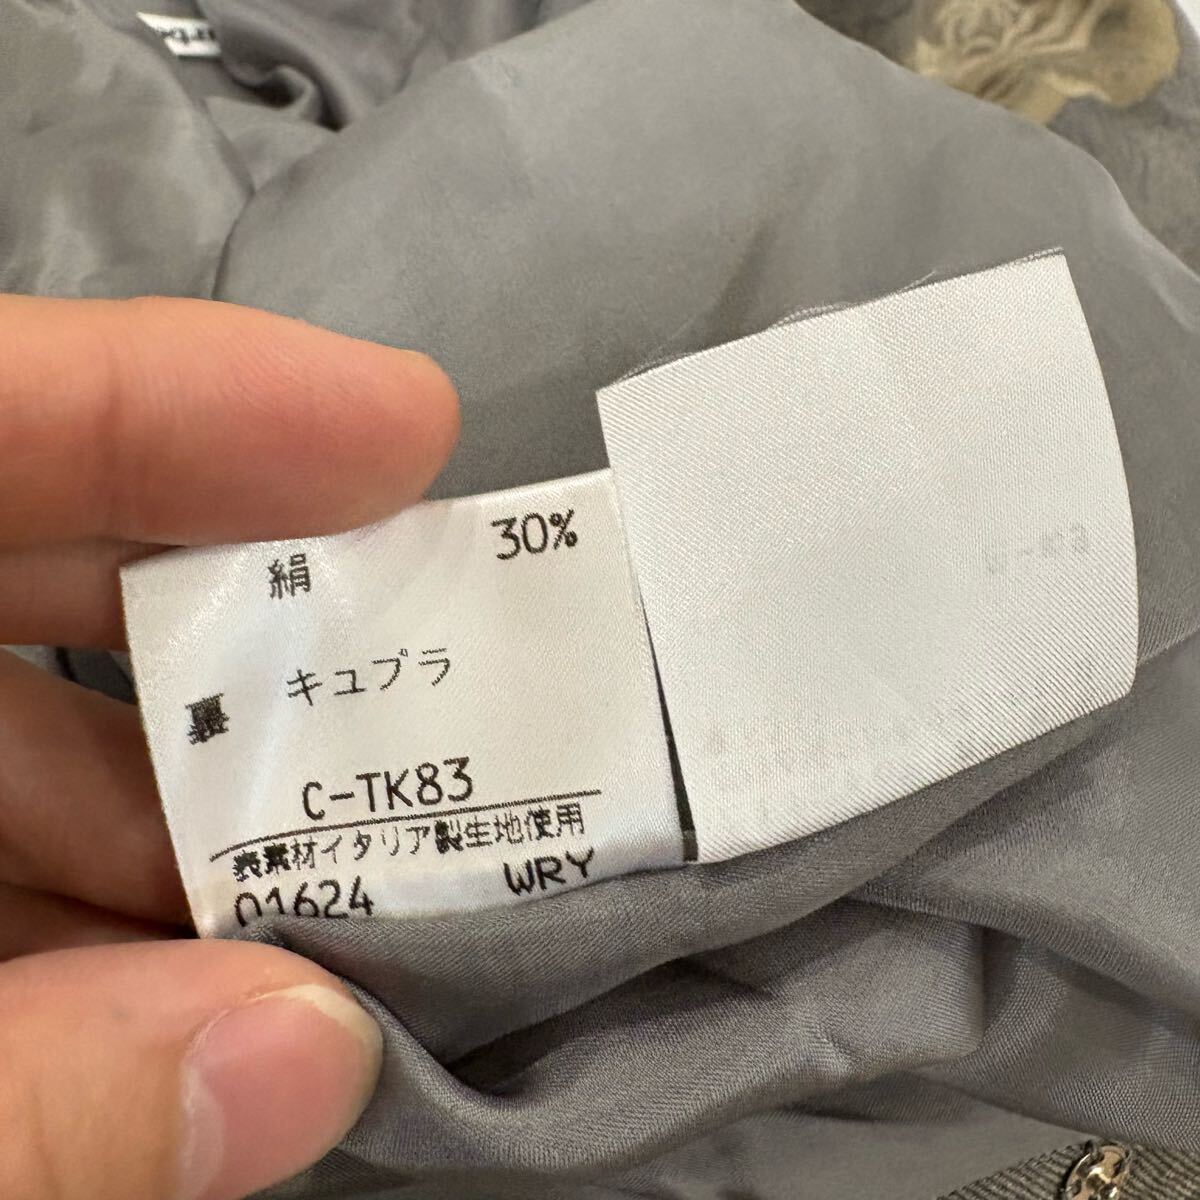 絹 30%
裏 キュプラ
C-TK83
表素材イタリア製生地使用
01624 WRY